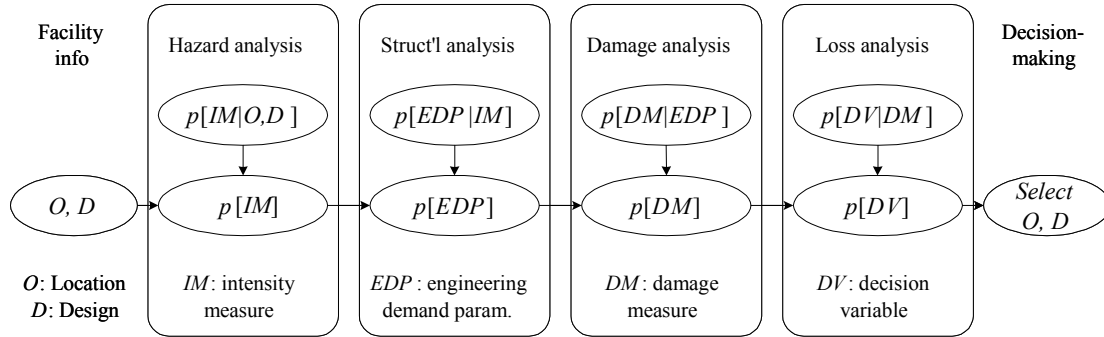 Facility
info
Hazard analysis
Struct'l analysis
Damage analysis
Loss analysis
Decision-
making
p[IM|O,D ]
p[EDP |IM]
p[DM|EDP ]
p[DV|DM ]
O, D
p[IM]
p[EDP]
p[DM]
p[DV]
Select
O, D
O: Location
D: Design
IM : intensity
measure
EDP : engineering
demand param.
DM : damage
measure
DV : decision
variable